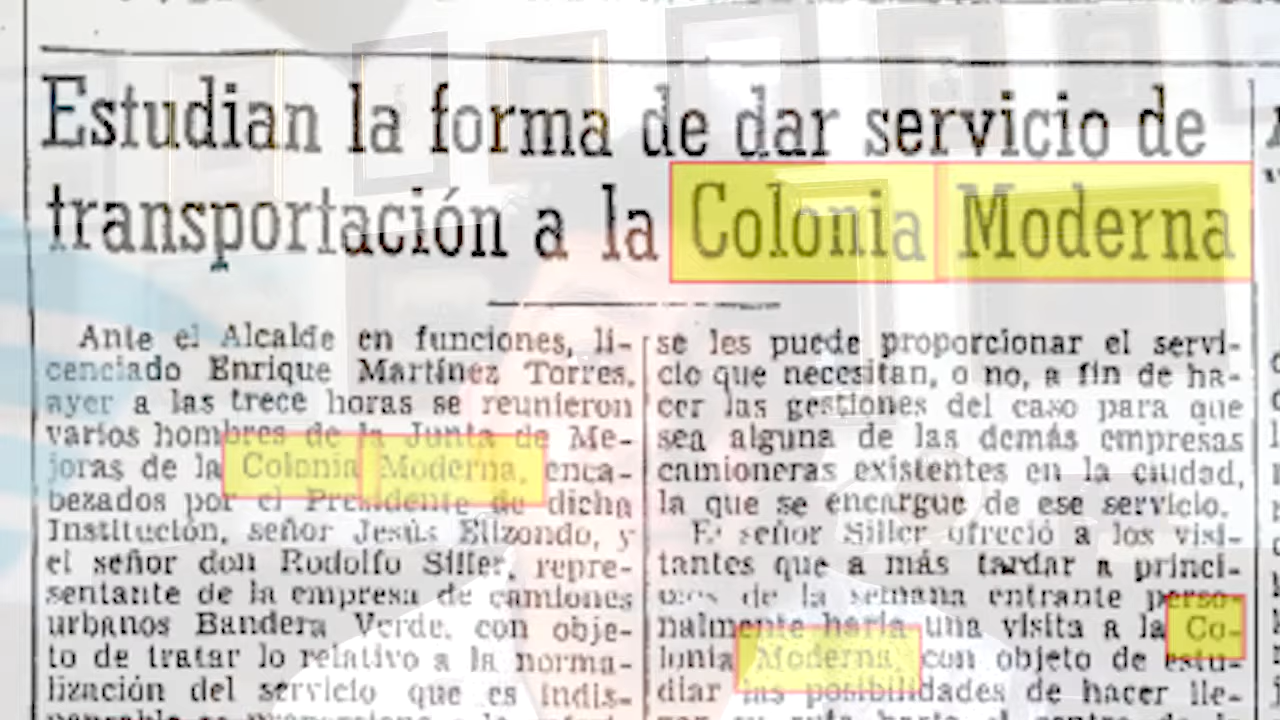 Estudian la forma de dar servicio de
transportación a la Colonia Moderna
Ante el Alcalde en funciones, li-
cenciado Enrique Martínez Torres,
ayer a las trece horas se reunieron
varios hombres de la Junta de Me-
joras de la Colonia Moderna, enca-
bezados por el Presidente de dicha
Institución, señor Jesús Elizondo, y
el señor don Rodolfo Siller, repre-
sentante de la empresa de camiones
urbanos Bandera Verde, con obje-
to de tratar lo relativo a la norma-
lización del servicio que es indis-
se les puede proporcionar el servi-
cio que necesitan, o no, a fin de ha-
cer las gestiones del caso para que
sea alguna de las demás empresas
camioneras existentes en la ciudad,
la que se encargue de ese servicio.
El señor Siller ofreció a los visi-
tantes que a más tardar a princi-
de la semana entrante perso-
nalmente haría una visita a la Co-
lonia Moderna, con objeto de estu-
diar las posibilidades de hacer lle-